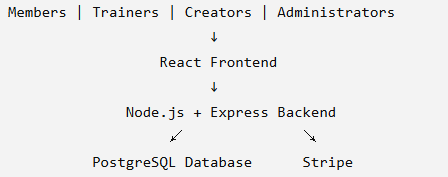 Members | Trainers | Creators | Administrators
↓
React Frontend
↓
Node.js + Express Backend
↙ ↘
PostgreSQL Database Stripe